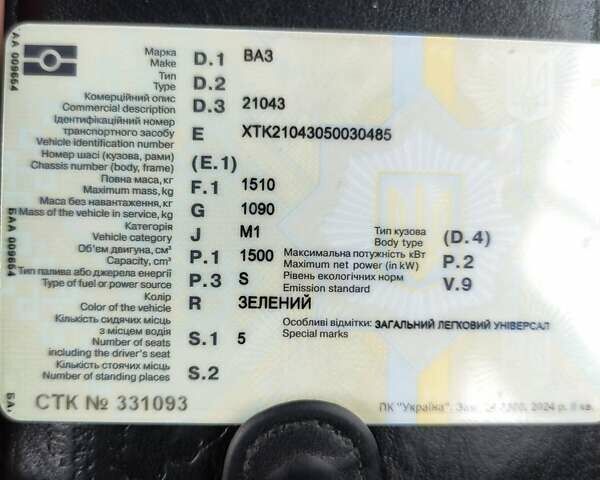 АА 009664
Марка
Make D.1 ВАЗ
Тип
Type D.2
Комерційний опис
Commercial description D.3 21043
Ідентифікаційний номер
транспортного засобу
Vehicle identification number E XTK21043050030485
Номер шасі (кузова, рами)
Chassis number (body, frame) (E.1)
Повна маса, кг
Maximum mass, kg F.1 1510
Маса без навантаження, кг
Mass of the vehicle in service, kg G 1090
Категорія
Vehicle category J M1
Тип кузова
Body type (D.4)
Об'єм двигуна, см³
Capacity, cm³ P.1 1500
Максимальна потужність кВт
Maximum net power (in kW) P.2
Тип палива або джерела енергії
Type of fuel or power source P.3 S
Рівень екологічних норм
Emission standard V.9
Колір
Color of the vehicle R ЗЕЛЕНИЙ
Кількість сидячих місць
з місцем водія
Number of seats
including the driver's seat S.1 5
Особливі відмітки: ЗАГАЛЬНИЙ ЛЕГКОВИЙ УНІВЕРСАЛ
Special marks
Кількість стоячих місць
Number of standing places S.2
БАА 009664
СТК № 331093
ПК "Україна". Зам. 2024 р. II кв.